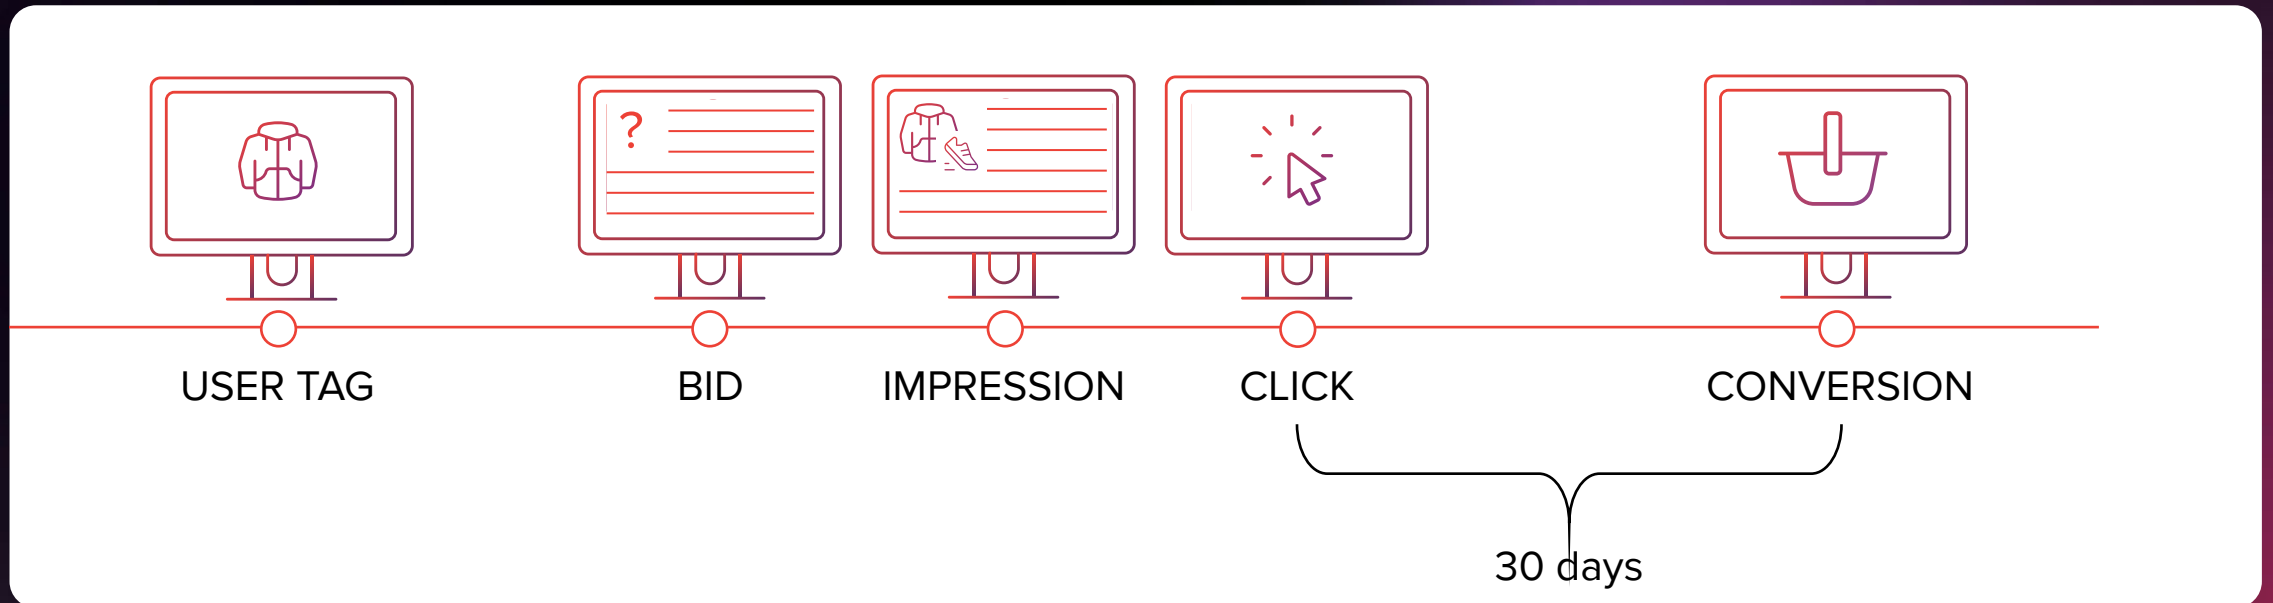 ?
USER TAG
BID
IMPRESSION
CLICK
CONVERSION
30 days